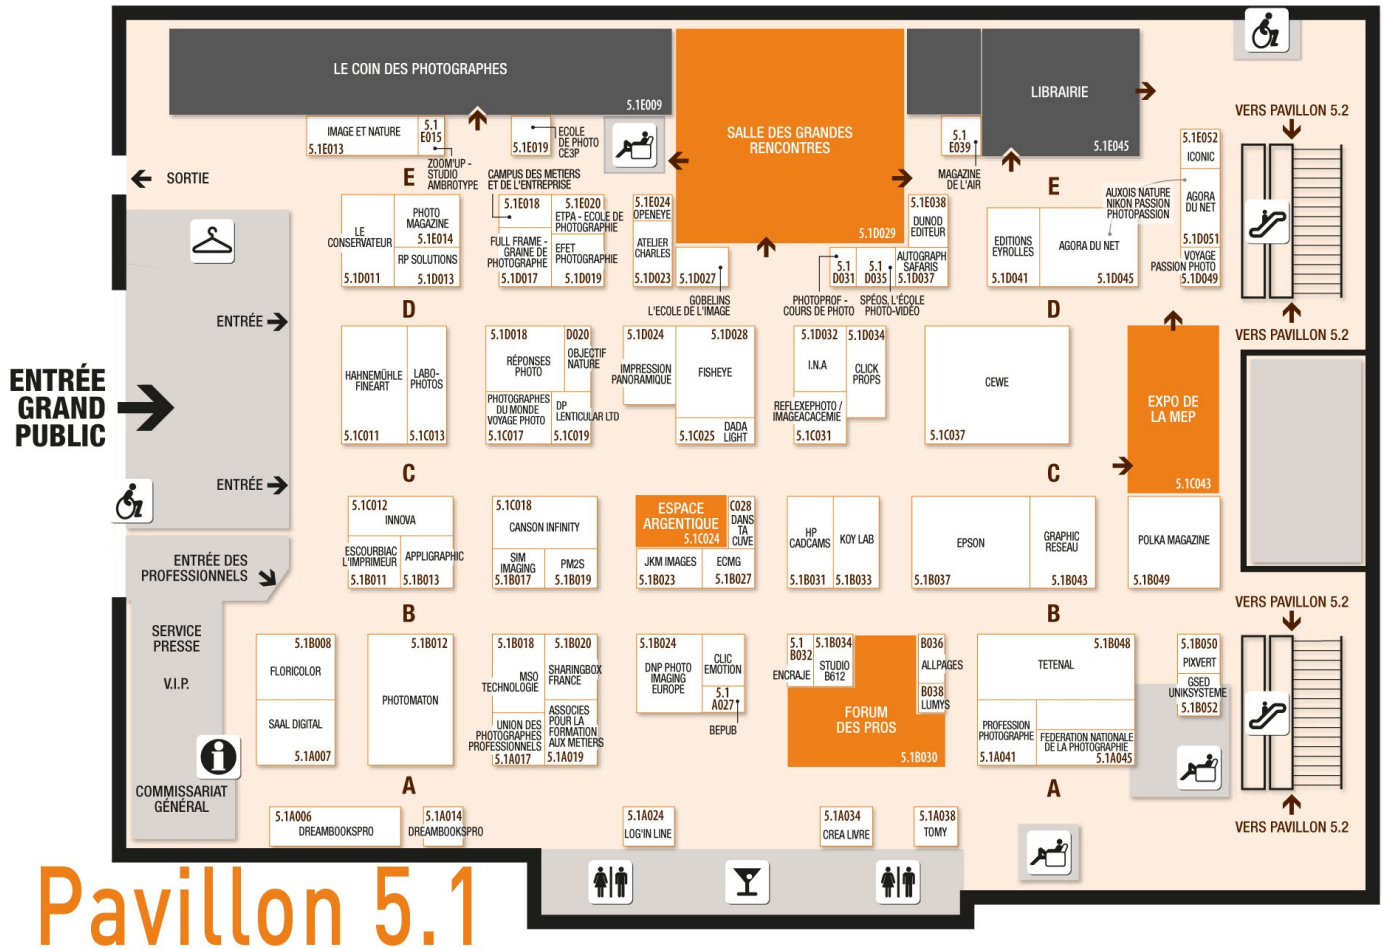 LE COIN DES PHOTOGRAPHES
5.1E009
SALLE DES GRANDES
RENCONTRES
5.1D029
LIBRAIRIE
5.1E045
VERS PAVILLON 5.2
IMAGE ET NATURE
5.1E013
5.1
E015
ZOOM'UP -
STUDIO
AMBROTYPE
5.1E019
ECOLE
DE PHOTO
CE3P
5.1
E039
MAGAZINE
DE L'AIR
5.1E052
ICONIC
AGORA
DU NET
5.1D051
VOYAGE
PASSION PHOTO
5.1D049
SORTIE
E
E
LE
CONSERVATEUR
5.1D011
PHOTO
MAGAZINE
5.1E014
RP SOLUTIONS
5.1D013
CAMPUS DES METIERS
ET DE L'ENTREPRISE
5.1E018
FULL FRAME -
GRAINE DE
PHOTOGRAPHE
5.1D017
5.1E020
ETPA - ECOLE DE
PHOTOGRAPHIE
EFET
PHOTOGRAPHIE
5.1D019
5.1E024
OPENEYE
ATELIER
CHARLES
5.1D023
5.1D027
GOBELINS
L'ECOLE DE L'IMAGE
5.1
D031
PHOTOPROF -
COURS DE PHOTO
5.1
D035
SPÉOS, L'ÉCOLE
PHOTO-VIDÉO
5.1E038
DUNOD
EDITEUR
AUTOGRAPH
SAFARIS
5.1D037
EDITIONS
EYROLLES
5.1D041
AUXOIS NATURE
NIKON PASSION
PHOTOPASSION
AGORA DU NET
5.1D045
VERS PAVILLON 5.2
D
D
ENTRÉE
ENTRÉE
GRAND
PUBLIC
ENTRÉE
HAHNEMÜHLE
FINEART
5.1C011
LABO-
PHOTOS
5.1C013
5.1D018
RÉPONSES
PHOTO
D020
OBJECTIF
NATURE
PHOTOGRAPHES
DU MONDE
VOYAGE PHOTO
5.1C017
DP
LENTICULAR LTD
5.1C019
5.1D024
IMPRESSION
PANORAMIQUE
5.1D028
FISHEYE
5.1C025
DADA
LIGHT
5.1D032
I.N.A
REFLEXEPHOTO /
IMAGEACACEMIE
5.1C031
5.1D034
CLICK
PROPS
CEWE
5.1C037
EXPO DE
LA MEP
5.1C043
C
C
5.1C012
INNOVA
ESCOURBIAC
L'IMPRIMEUR
5.1B011
APPLIGRAPHIC
5.1B013
5.1C018
CANSON INFINITY
SIM
IMAGING
5.1B017
PM2S
5.1B019
ESPACE
ARGENTIQUE
5.1C024
C028
DANS
TA
CUVE
JKM IMAGES
5.1B023
ECMG
5.1B027
HP
CADCAMS
5.1B031
KOY LAB
5.1B033
EPSON
5.1B037
GRAPHIC
RESEAU
5.1B043
POLKA MAGAZINE
5.1B049
ENTRÉE DES
PROFESSIONNELS
B
B
VERS PAVILLON 5.2
SERVICE
PRESSE
V.I.P.
COMMISSARIAT
GÉNÉRAL
5.1B008
FLORICOLOR
SAAL DIGITAL
5.1A007
5.1B012
PHOTOMATON
5.1B018
MSO
TECHNOLOGIE
UNION DES
PHOTOGRAPHES
PROFESSIONNELS
5.1A017
5.1B020
SHARINGBOX
FRANCE
ASSOCIES
POUR LA
FORMATION
AUX METIERS
5.1A019
5.1B024
DNP PHOTO
IMAGING
EUROPE
CLIC
EMOTION
5.1
A027
BEPUB
5.1
B032
ENCRAJE
5.1B034
STUDIO
B612
FORUM
DES PROS
5.1B030
B036
ALLPAGES
B038
LUMYS
5.1B048
TETENAL
PROFESSION
PHOTOGRAPHE
5.1A041
FEDERATION NATIONALE
DE LA PHOTOGRAPHIE
5.1A045
5.1B050
PIXVERT
GSED
UNIKSYSTEME
5.1B052
A
A
5.1A006
DREAMBOOKSPRO
5.1A014
DREAMBOOKSPRO
5.1A024
LOG'IN LINE
5.1A034
CREA LIVRE
5.1A038
TOMY
VERS PAVILLON 5.2
Pavillon 5.1